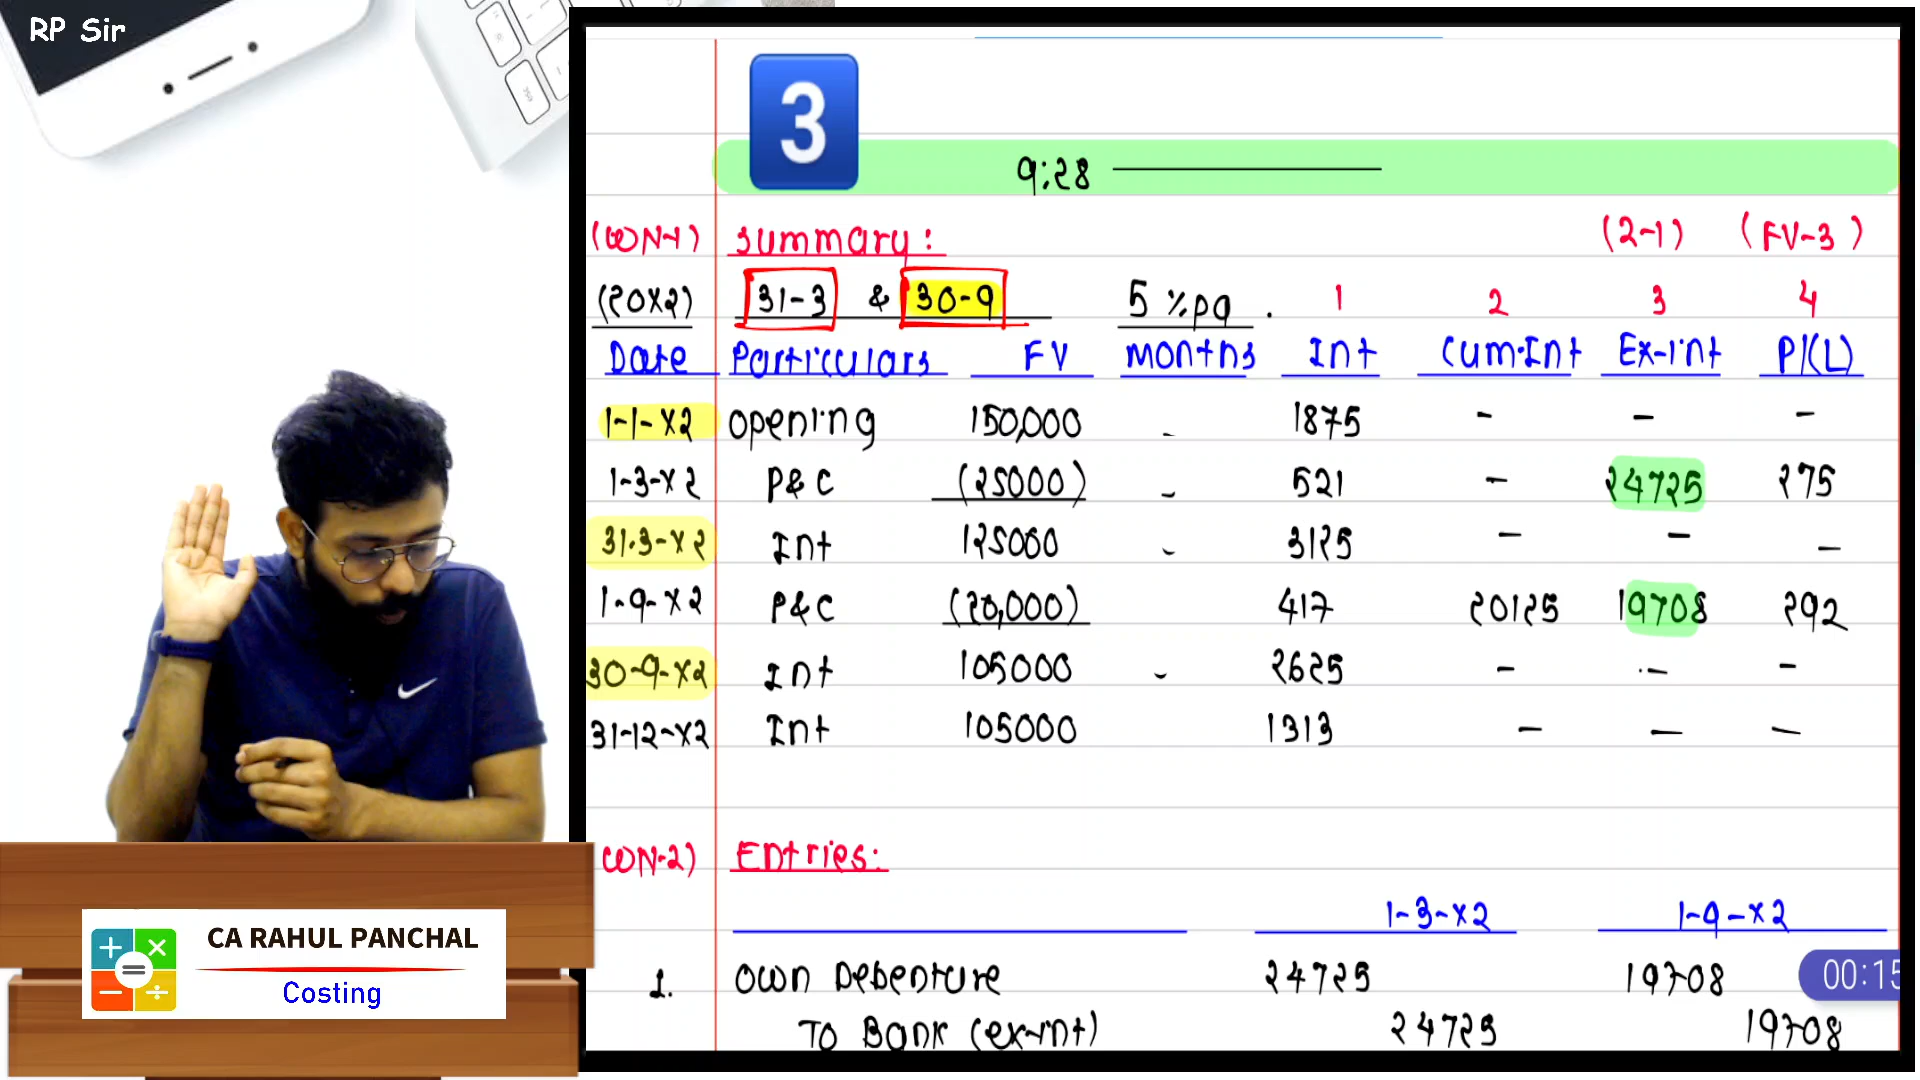 RP Sir
3
9:28
(WN-1) Summary: (2-1) (FV-3)
(20X2) 31-3 & 30-9 5 %pa. 1 2 3 4
Date Particulars FV Months Int Cum.Int Ex-int P/(L)
1-1-X2 opening 150,000 - 1875 - - -
1-3-X2 P&C (25000) - 521 - 24725 275
31.3-X2 Int 125000 - 3125 - - -
1-9-X2 P&C (20,000) 417 20125 19708 292
30-9-X2 Int 105000 - 2625 - - -
31-12-X2 Int 105000 1313 - - -
(WN-2) Entries:
1-3-X2 1-9-X2
1. Own Debenture 24725 19708
To Bank (ex-int) 24725 19708
00:15
CA RAHUL PANCHAL
Costing